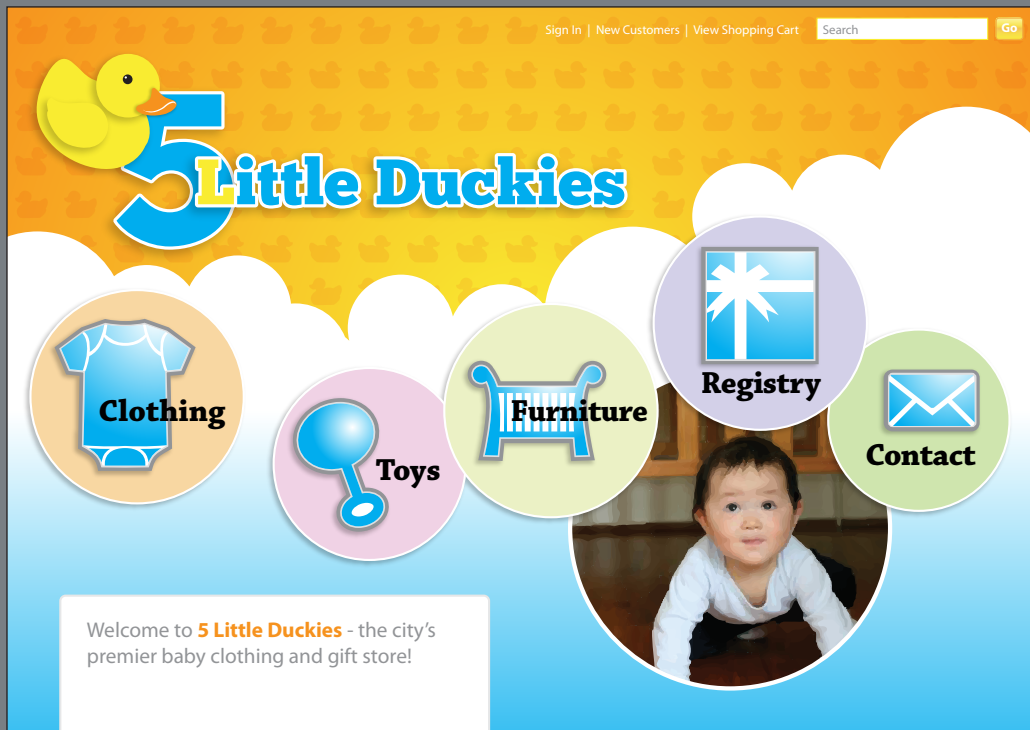 Sign In | New Customers | View Shopping Cart
Search
Go
5 Little Duckies
Clothing
Toys
Furniture
Registry
Contact
Welcome to 5 Little Duckies - the city's
premier baby clothing and gift store!